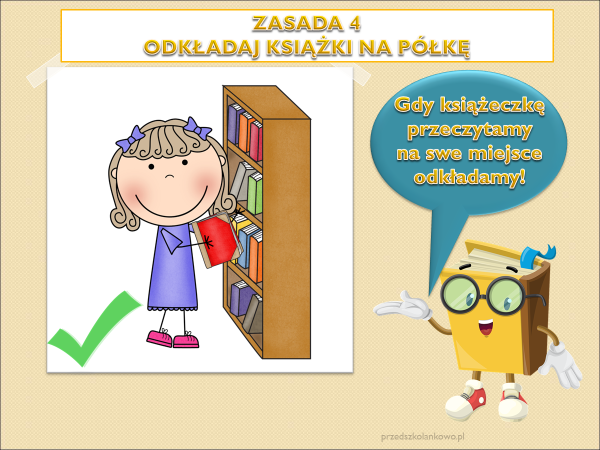 ZASADA 4
ODKŁADAJ KSIĄŻKI NA PÓŁKĘ
Gdy książeczkę
przeczytamy
na swe miejsce
odkładamy!
przedszkolankowo.pl